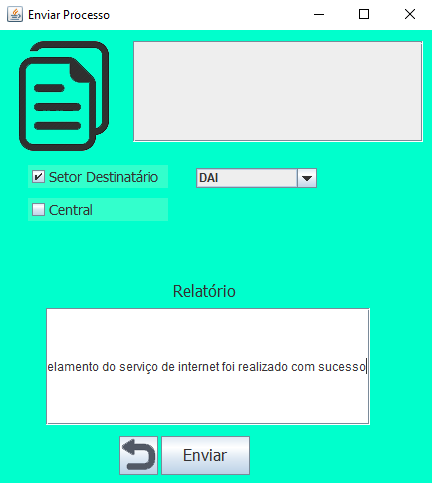 Enviar Processo
Setor Destinatário
DAI
Central
Relatório
elamento do serviço de internet foi realizado com sucesso
Enviar